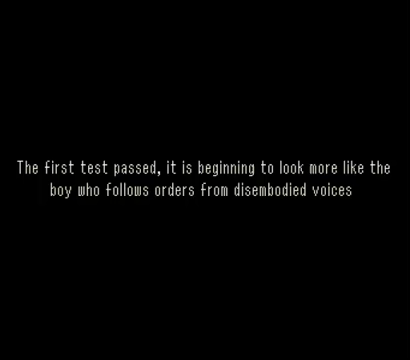 The first test passed, it is beginning to look more like the
boy who follows orders from disembodied voices